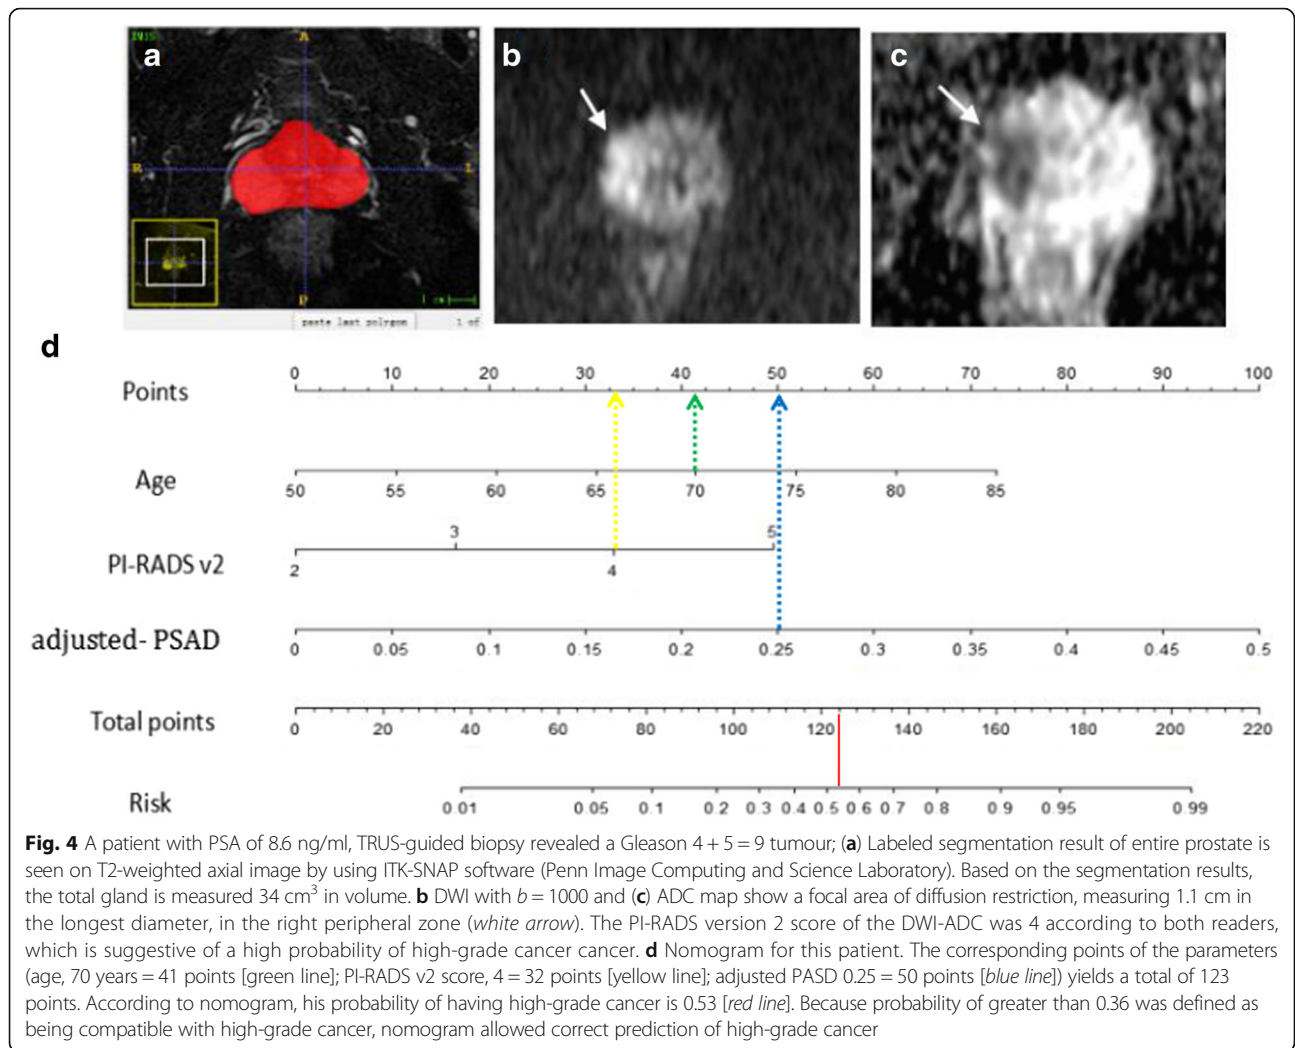 a
b
c
A
R
L
P
1 cm
paste last polygon
1 of
d
Points
0 10 20 30 40 50 60 70 80 90 100
Age
50 55 60 65 70 75 80 85
3 5
PI-RADS v2
2 4
adjusted- PSAD
0 0.05 0.1 0.15 0.2 0.25 0.3 0.35 0.4 0.45 0.5
Total points
0 20 40 60 80 100 120 140 160 180 200 220
Risk
0.01 0.05 0.1 0.2 0.3 0.4 0.5 0.6 0.7 0.8 0.9 0.95 0.99
Fig. 4 A patient with PSA of 8.6 ng/ml, TRUS-guided biopsy revealed a Gleason 4 + 5 = 9 tumour; (a) Labeled segmentation result of entire prostate is
seen on T2-weighted axial image by using ITK-SNAP software (Penn Image Computing and Science Laboratory). Based on the segmentation results,
the total gland is measured 34 cm³ in volume. b DWI with b = 1000 and (c) ADC map show a focal area of diffusion restriction, measuring 1.1 cm in
the longest diameter, in the right peripheral zone (white arrow). The PI-RADS version 2 score of the DWI-ADC was 4 according to both readers,
which is suggestive of a high probability of high-grade cancer cancer. d Nomogram for this patient. The corresponding points of the parameters
(age, 70 years = 41 points [green line]; PI-RADS v2 score, 4 = 32 points [yellow line]; adjusted PASD 0.25 = 50 points [blue line]) yields a total of 123
points. According to nomogram, his probability of having high-grade cancer is 0.53 [red line]. Because probability of greater than 0.36 was defined as
being compatible with high-grade cancer, nomogram allowed correct prediction of high-grade cancer